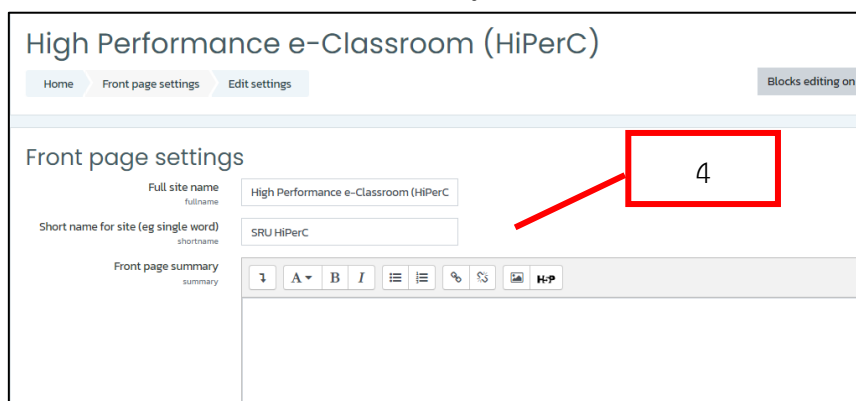 High Performance e-Classroom (HiPerC)
Home Front page settings Edit settings
Blocks editing on
Front page settings
Full site name
fullname
High Performance e-Classroom (HiPerC
4
Short name for site (eg single word)
shortname
SRU HiPerC
Front page summary
summary
A B I H-P